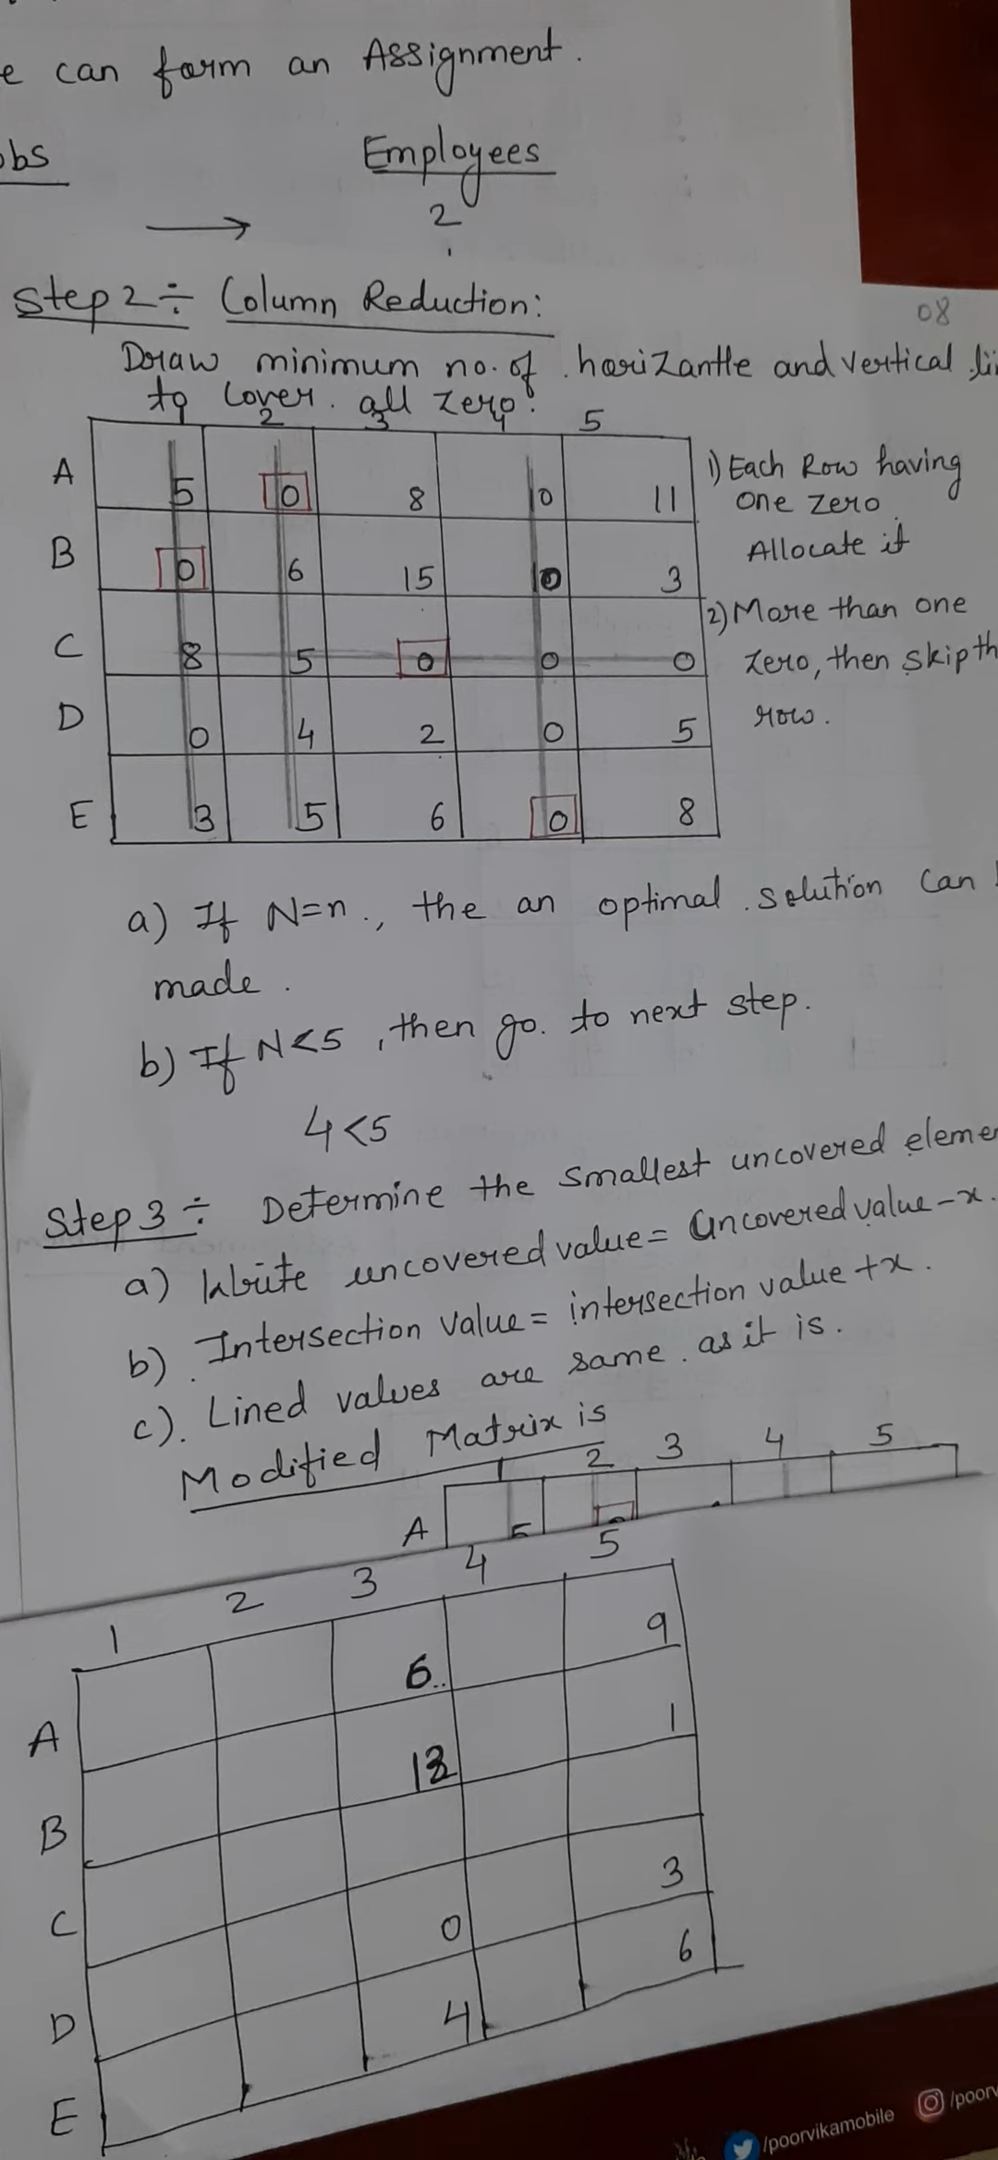 e can form an Assignment.
obs Employees
→ 2
Step 2 ÷ Column Reduction:
08
Draw minimum no. of horizantle and vertical li
to Cover all Zero.
2 3 4 5
A 5 0 8 0 11
B 0 6 15 0 3
C 8 5 0 0 0
D 0 4 2 0 5
E 3 5 6 0 8
1) Each Row having
one zero
Allocate it
2) More than one
zero, then skip th
row.
a) If N=n., the an optimal solution can
made.
b) If N<5, then go. to next step.
4<5
Step 3 ÷ Determine the smallest uncovered eleme
a) Write uncovered value = Uncovered value - x.
b) Intersection Value = intersection value + x.
c). Lined values are same as it is.
Modified Matrix is
1 2 3 4 5
A 5
1 2 3 4 5
A 6 9
B 13 1
C
D 0 3
E 4 6
/poorvikamobile /poorv